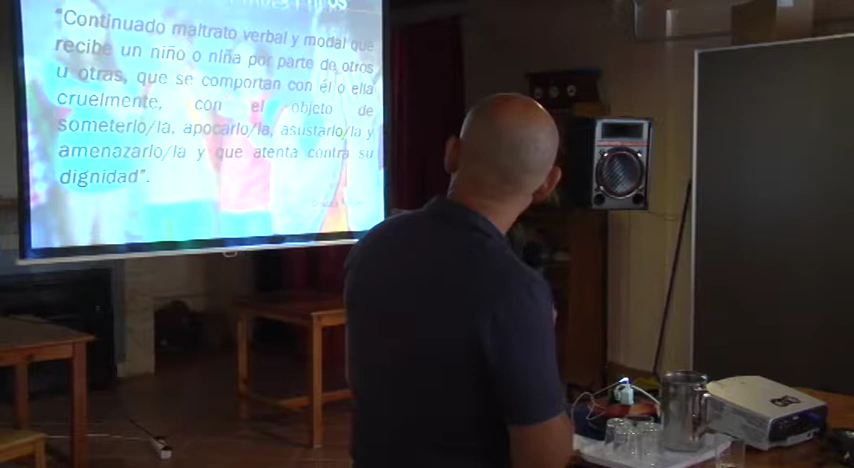 "Continuado maltrato verbal y modal que
recibe un niño o niña por parte de otros
u otras, que se comportan con él o ella
cruelmente, con el objeto de
someterlo/la, apocarlo/la, asustarlo/la y
amenazarlo/la y que atenta contra su
dignidad".